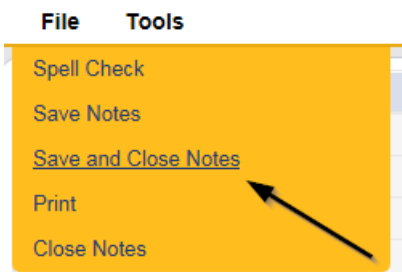 File Tools
Spell Check
Save Notes
Save and Close Notes
Print
Close Notes